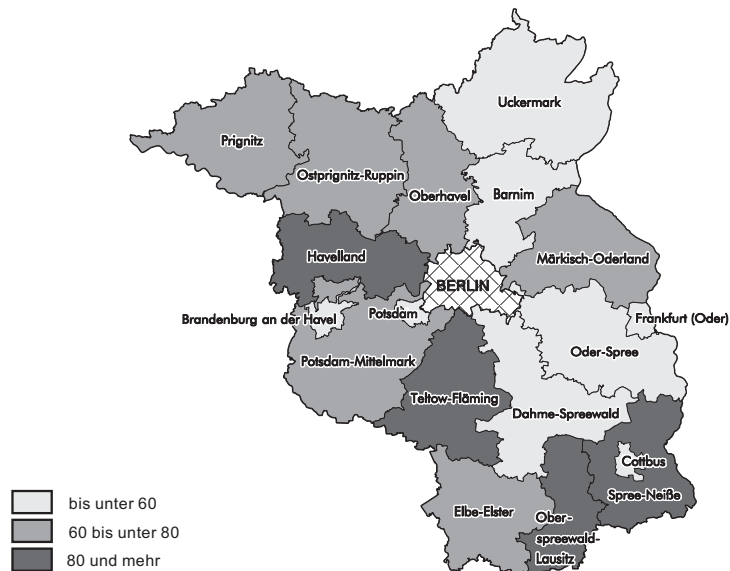 Uckermark
Prignitz
Ostprignitz-Ruppin
Oberhavel
Barnim
Havelland
Märkisch-Oderland
BERLIN
Brandenburg an der Havel
Potsdam
Frankfurt (Oder)
Oder-Spree
Potsdam-Mittelmark
Teltow-Fläming
Dahme-Spreewald
Cottbus
Spree-Neiße
Elbe-Elster
Ober-
spreewald-
Lausitz
bis unter 60
60 bis unter 80
80 und mehr